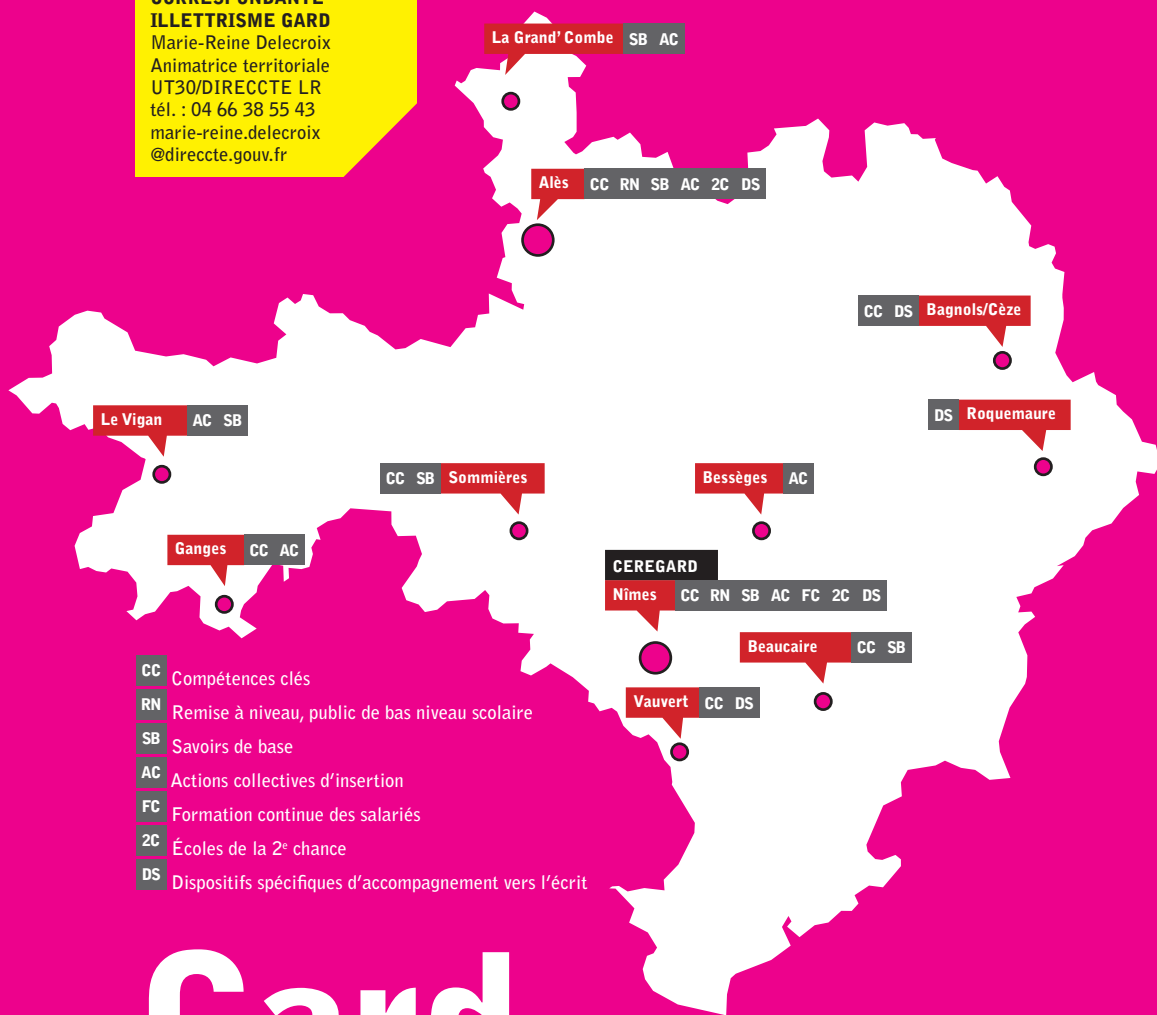 CORRESPONDANTE
ILLETTRISME GARD
Marie-Reine Delecroix
Animatrice territoriale
UT30/DIRECCTE LR
tél. : 04 66 38 55 43
marie-reine.delecroix
@direccte.gouv.fr
La Grand' Combe SB AC
Alès CC RN SB AC 2C DS
CC DS Bagnols/Cèze
DS Roquemaure
Le Vigan AC SB
CC SB Sommières
Bessèges AC
Ganges CC AC
CEREGARD
Nîmes CC RN SB AC FC 2C DS
Beaucaire CC SB
Vauvert CC DS
CC Compétences clés
RN Remise à niveau, public de bas niveau scolaire
SB Savoirs de base
AC Actions collectives d'insertion
FC Formation continue des salariés
2C Écoles de la 2e chance
DS Dispositifs spécifiques d'accompagnement vers l'écrit
Gard